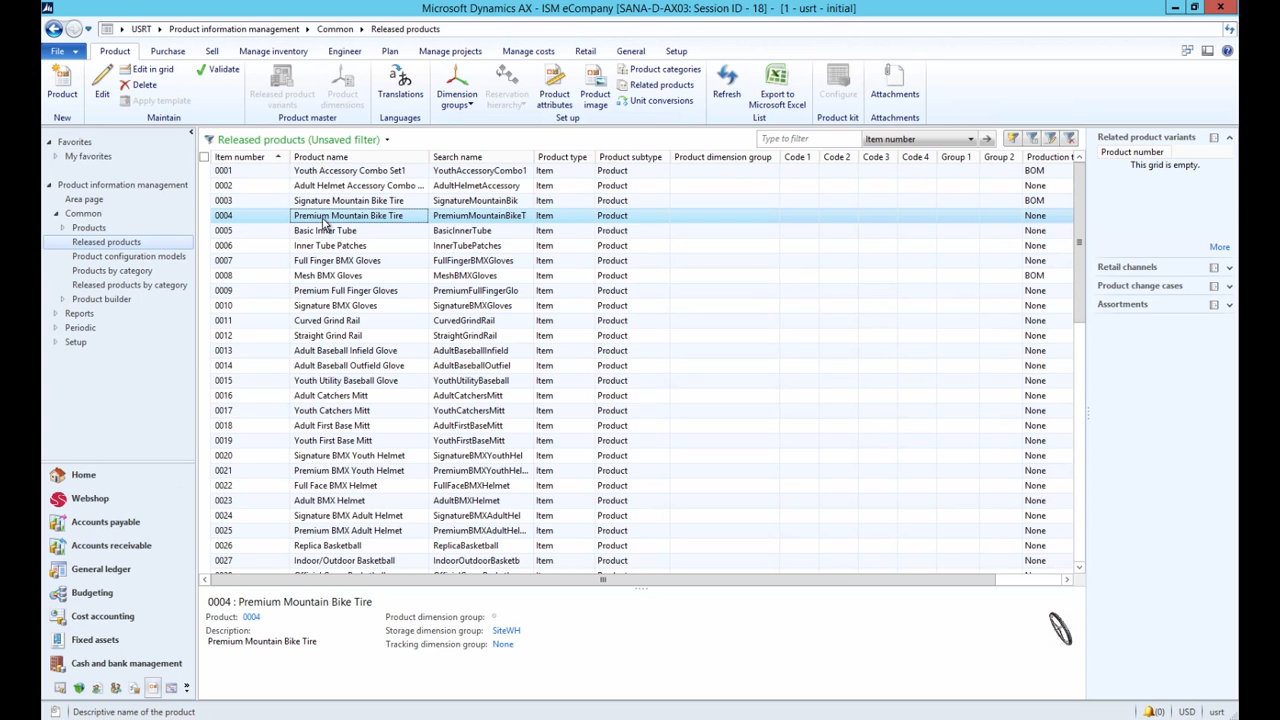 Microsoft Dynamics AX - ISM eCompany [SANA-D-AX03: Session ID - 18] - [1 - usrt - initial]
USRT Product information management Common Released products
File Product Purchase Sell Manage inventory Engineer Plan Manage projects Manage costs Retail General Setup
Product
New
Edit
Edit in grid
Delete
Apply template
Validate
Maintain
Released product variants
Product dimensions
Product master
Translations
Languages
Dimension groups
Reservation hierarchy
Product attributes
Product image
Product categories
Related products
Unit conversions
Set up
Refresh
Export to Microsoft Excel
List
Configure
Product kit
Attachments
Attachments
Favorites
My favorites
Product information management
Area page
Common
Products
Released products
Product configuration models
Products by category
Released products by category
Product builder
Reports
Periodic
Setup
Home
Webshop
Accounts payable
Accounts receivable
General ledger
Budgeting
Cost accounting
Fixed assets
Cash and bank management
Released products (Unsaved filter)
Type to filter
Item number
Item number Product name Search name Product type Product subtype Product dimension group Code 1 Code 2 Code 3 Code 4 Group 1 Group 2 Production t
0001 Youth Accessory Combo Set1 YouthAccessoryCombo1 Item Product BOM
0002 Adult Helmet Accessory Combo ... AdultHelmetAccessory Item Product None
0003 Signature Mountain Bike Tire SignatureMountainBik Item Product BOM
0004 Premium Mountain Bike Tire PremiumMountainBikeT Item Product None
0005 Basic Inner Tube BasicInnerTube Item Product None
0006 Inner Tube Patches InnerTubePatches Item Product None
0007 Full Finger BMX Gloves FullFingerBMXGloves Item Product None
0008 Mesh BMX Gloves MeshBMXGloves Item Product BOM
0009 Premium Full Finger Gloves PremiumFullFingerGlo Item Product None
0010 Signature BMX Gloves SignatureBMXGloves Item Product None
0011 Curved Grind Rail CurvedGrindRail Item Product None
0012 Straight Grind Rail StraightGrindRail Item Product None
0013 Adult Baseball Infield Glove AdultBaseballInfield Item Product None
0014 Adult Baseball Outfield Glove AdultBaseballOutfiel Item Product None
0015 Youth Utility Baseball Glove YouthUtilityBaseball Item Product None
0016 Adult Catchers Mitt AdultCatchersMitt Item Product None
0017 Youth Catchers Mitt YouthCatchersMitt Item Product None
0018 Adult First Base Mitt AdultFirstBaseMitt Item Product None
0019 Youth First Base Mitt YouthFirstBaseMitt Item Product None
0020 Signature BMX Youth Helmet SignatureBMXYouthHel Item Product None
0021 Premium BMX Youth Helmet PremiumBMXYouthHel... Item Product None
0022 Full Face BMX Helmet FullFaceBMXHelmet Item Product None
0023 Adult BMX Helmet AdultBMXHelmet Item Product None
0024 Signature BMX Adult Helmet SignatureBMXAdultHel Item Product None
0025 Premium BMX Adult Helmet PremiumBMXAdultHel... Item Product None
0026 Replica Basketball ReplicaBasketball Item Product None
0027 Indoor/Outdoor Basketball IndoorOutdoorBasketb Item Product None
0004 : Premium Mountain Bike Tire
Product: 0004
Description:
Premium Mountain Bike Tire
Product dimension group:
Storage dimension group: SiteWH
Tracking dimension group: None
Related product variants
Product number
This grid is empty.
More
Retail channels
Product change cases
Assortments
Descriptive name of the product
(0) USD usrt